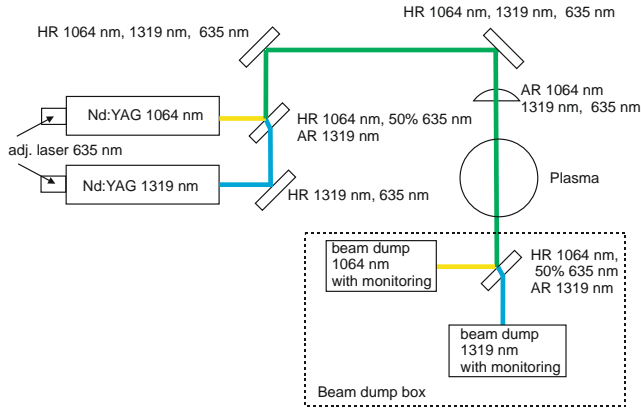 HR 1064 nm, 1319 nm, 635 nm
HR 1064 nm, 1319 nm, 635 nm
AR 1064 nm
1319 nm, 635 nm
Nd:YAG 1064 nm
HR 1064 nm, 50% 635 nm
AR 1319 nm
adj. laser 635 nm
Nd:YAG 1319 nm
HR 1319 nm, 635 nm
Plasma
beam dump
1064 nm
with monitoring
HR 1064 nm,
50% 635 nm
AR 1319 nm
beam dump
1319 nm
with monitoring
Beam dump box